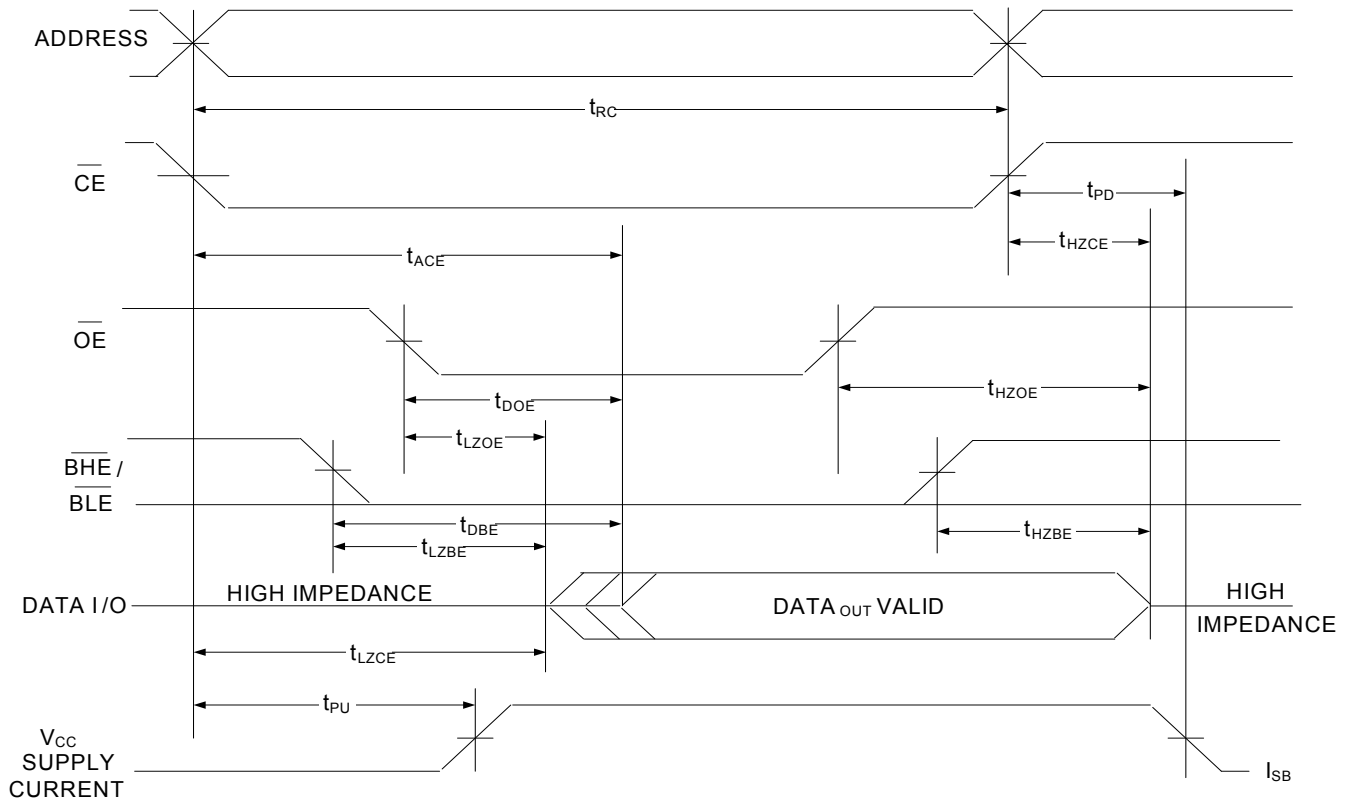 ADDRESS
tRC
CE
tPD
tHZCE
tACE
OE
tHZOE
tDOE
tLZOE
BHE /
BLE
tDBE
tHZBE
tLZBE
DATA I/O
HIGH IMPEDANCE
DATA OUT VALID
HIGH
IMPEDANCE
tLZCE
tPU
VCC
SUPPLY
CURRENT
ISB